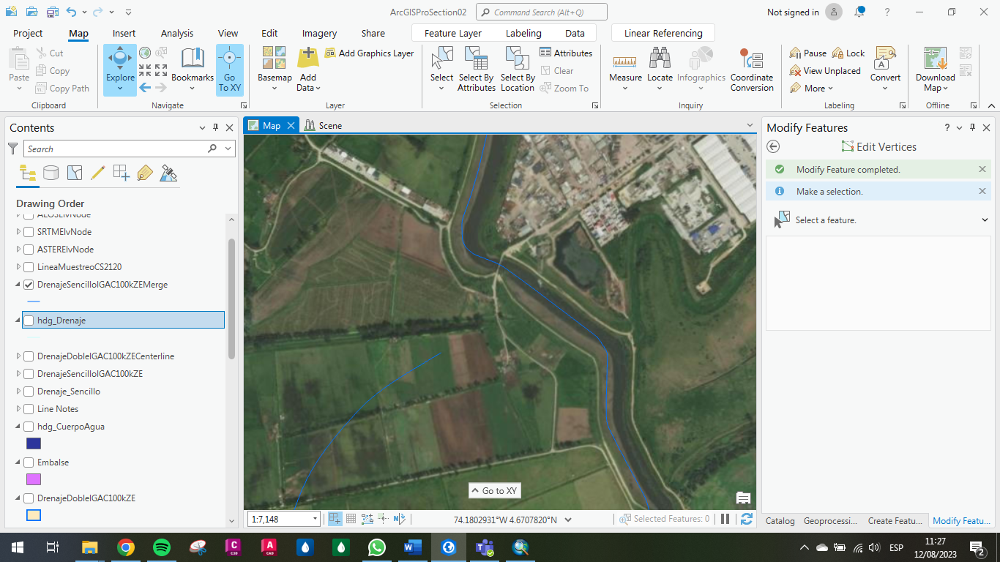 ArcGISProSection02
Command Search (Alt+Q)
Not signed in
?
Project
Map
Insert
Analysis
View
Edit
Imagery
Share
Feature Layer
Labeling
Data
Linear Referencing
Paste
Cut
Copy
Copy Path
Clipboard
Explore
Bookmarks
Go
To XY
Navigate
Basemap
Add
Data
Add Graphics Layer
Layer
Select
Select By
Attributes
Select By
Location
Attributes
Clear
Zoom To
Selection
Measure
Locate
Infographics
Coordinate
Conversion
Inquiry
Pause
Lock
View Unplaced
More
Convert
Labeling
Download
Map
Offline
Contents
Search
Drawing Order
ALOSElvNode
SRTMElvNode
ASTERElvNode
LineaMuestreoCS2120
DrenajeSencilloIGAC100kZEMerge
hdg_Drenaje
DrenajeDobleIGAC100kZECenterline
DrenajeSencilloIGAC100kZE
Drenaje_Sencillo
Line Notes
hdg_CuerpoAgua
Embalse
DrenajeDobleIGAC100kZE
Map
Scene
Go to XY
1:7,148
74.1802931°W 4.6707820°N
Selected Features: 0
Modify Features
?
Edit Vertices
Modify Feature completed.
Make a selection.
Select a feature.
Catalog
Geoprocessi...
Create Featu...
Modify Featu...
C
C3D
A
CAD
W
ESP
11:27
12/08/2023
2